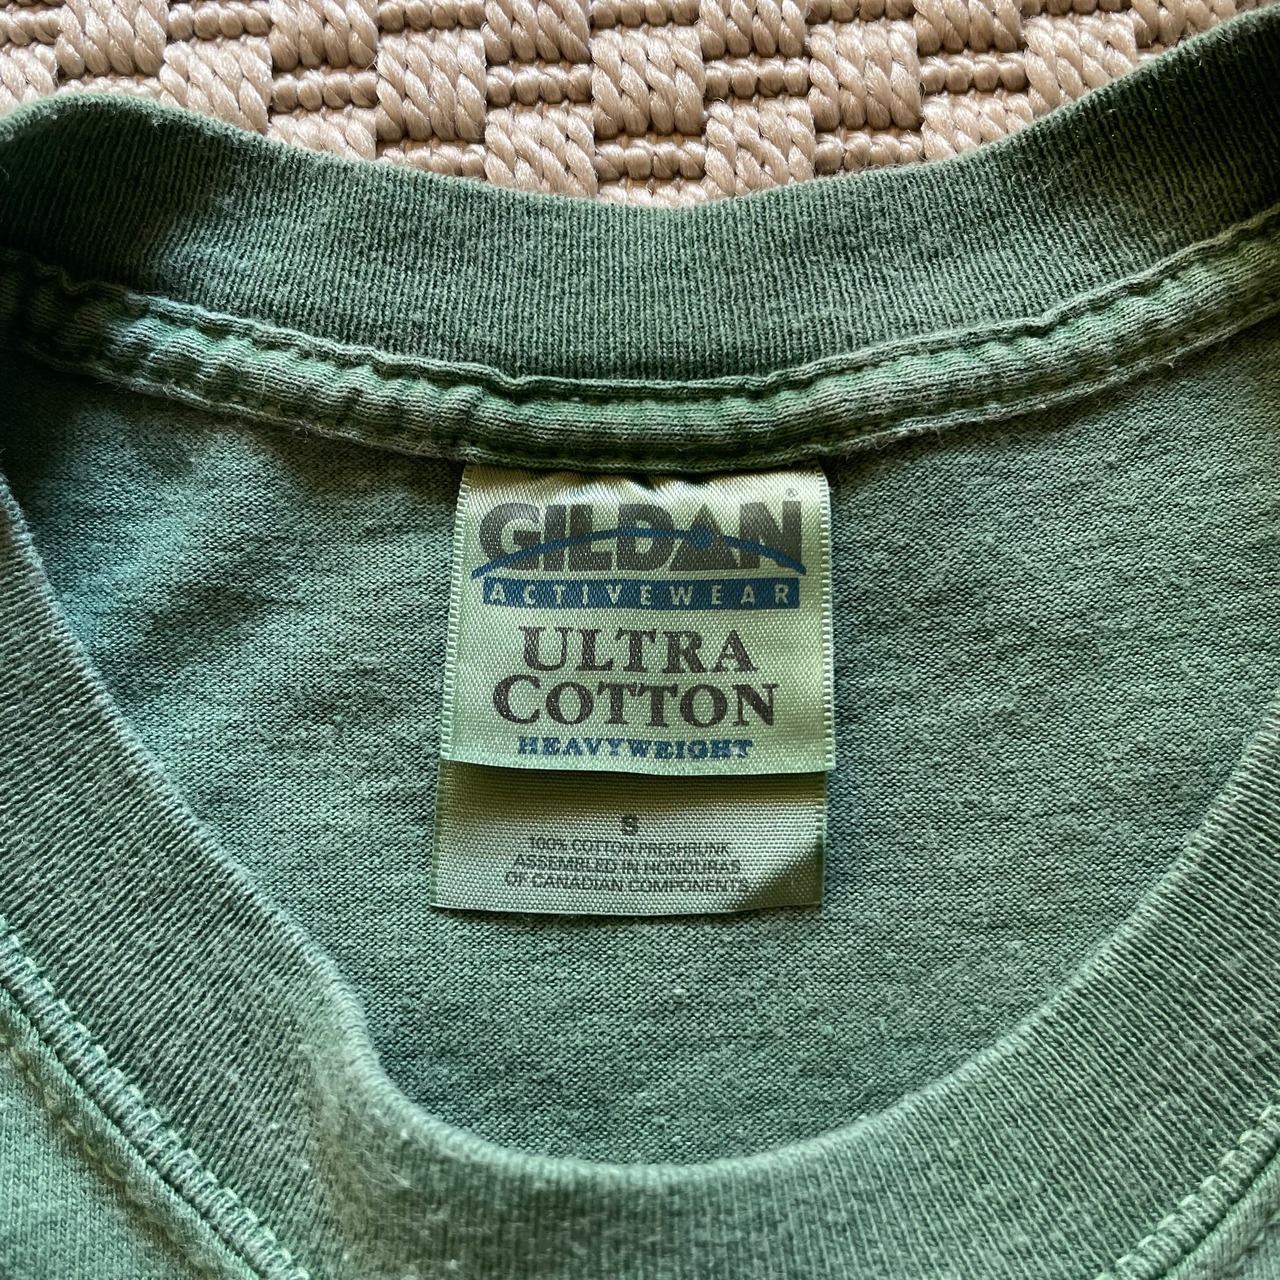 GILDAN®
ACTIVEWEAR
ULTRA
COTTON
HEAVYWEIGHT
S
100% COTTON PRESHRUNK
ASSEMBLED IN HONDURAS
OF CANADIAN COMPONENTS